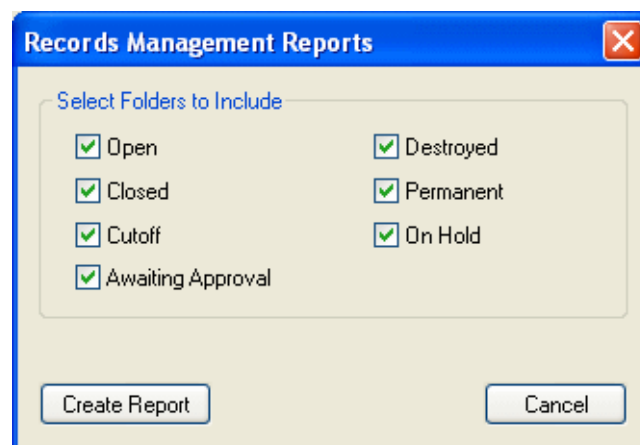 Records Management Reports
Select Folders to Include
Open
Destroyed
Closed
Permanent
Cutoff
On Hold
Awaiting Approval
Create Report
Cancel